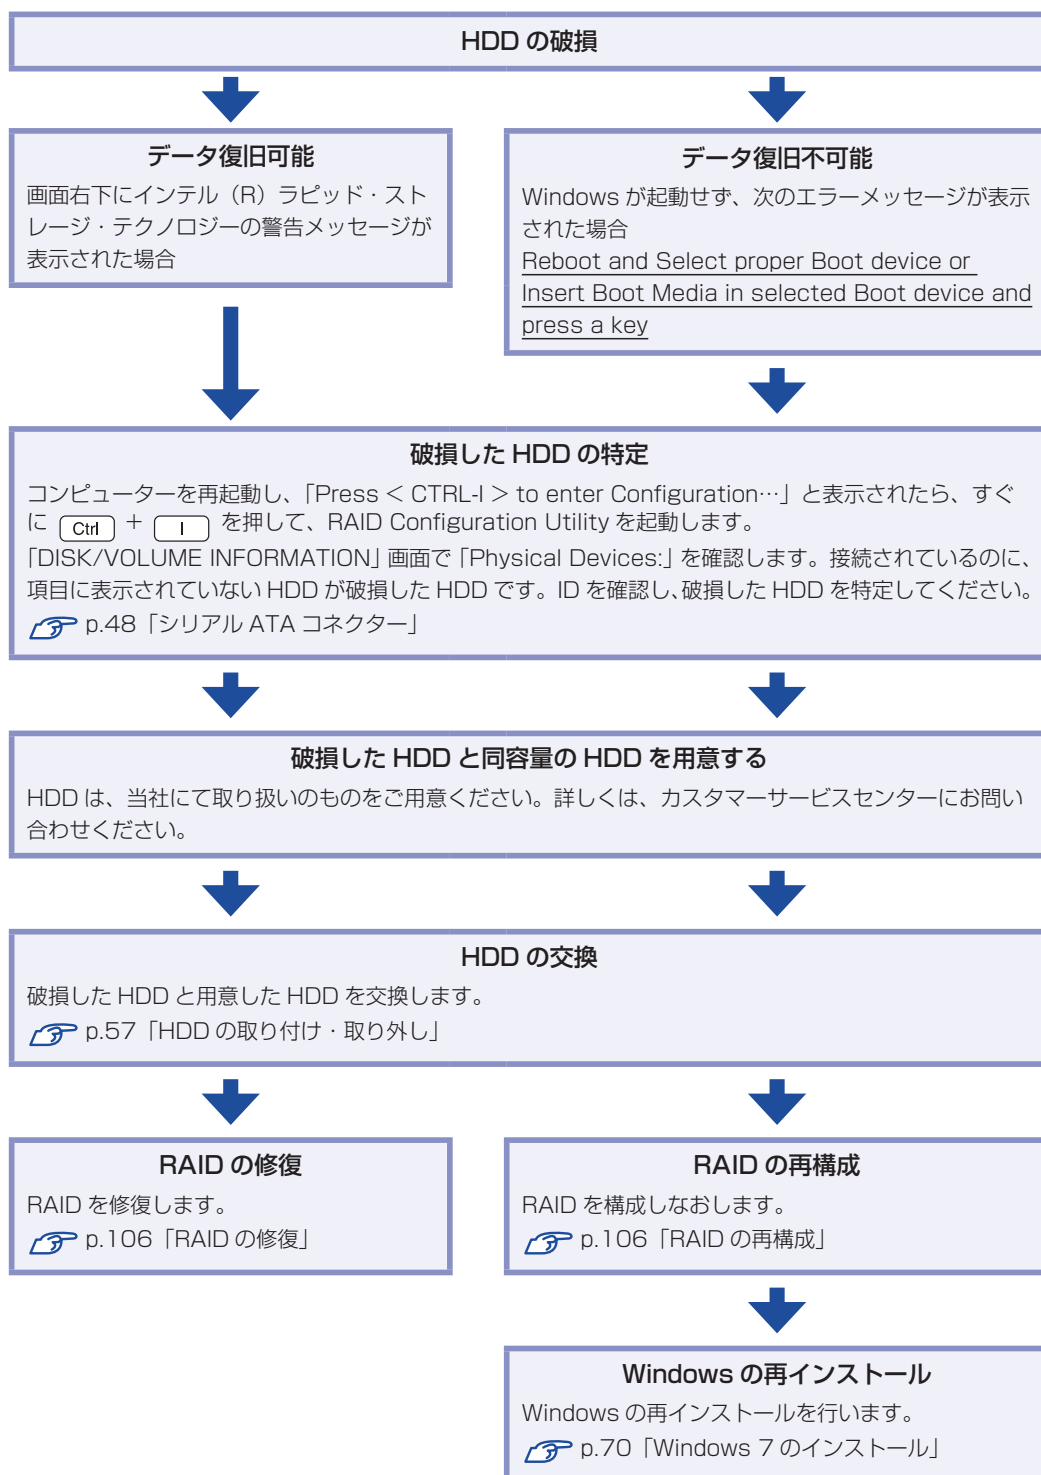 HDD の破損
データ復旧可能
画面右下にインテル（R）ラピッド・スト
レージ・テクノロジーの警告メッセージが
表示された場合
データ復旧不可能
Windows が起動せず、次のエラーメッセージが表示
された場合
Reboot and Select proper Boot device or
Insert Boot Media in selected Boot device and
press a key
破損した HDD の特定
コンピューターを再起動し、「Press < CTRL-I > to enter Configuration…」と表示されたら、すぐ
に Ctrl + I を押して、RAID Configuration Utility を起動します。
「DISK/VOLUME INFORMATION」画面で「Physical Devices:」を確認します。接続されているのに、
項目に表示されていない HDD が破損した HDD です。ID を確認し、破損した HDD を特定してください。
p.48「シリアル ATA コネクター」
破損した HDD と同容量の HDD を用意する
HDD は、当社にて取り扱いのものをご用意ください。詳しくは、カスタマーサービスセンターにお問い
合わせください。
HDD の交換
破損した HDD と用意した HDD を交換します。
p.57「HDD の取り付け・取り外し」
RAID の修復
RAID を修復します。
p.106「RAID の修復」
RAID の再構成
RAID を構成しなおします。
p.106「RAID の再構成」
Windows の再インストール
Windows の再インストールを行います。
p.70「Windows 7 のインストール」